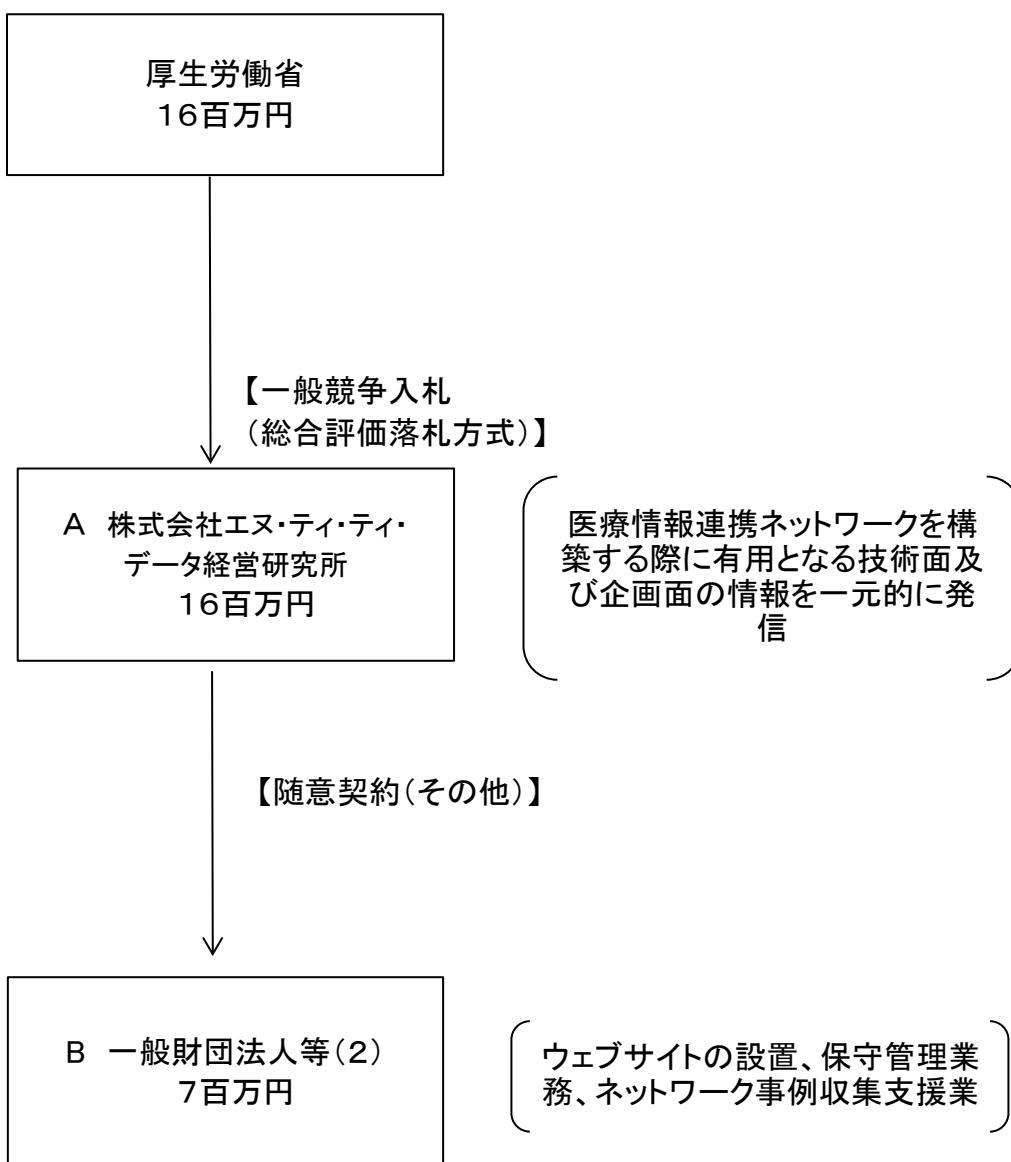 厚生労働省
16百万円
【一般競争入札
(総合評価落札方式)】
A 株式会社エヌ・ティ・ティ・
データ経営研究所
16百万円
医療情報連携ネットワークを構
築する際に有用となる技術面及
び企画面の情報を一元的に発
信
【随意契約(その他)】
B 一般財団法人等(2)
7百万円
ウェブサイトの設置、保守管理業
務、ネットワーク事例収集支援業